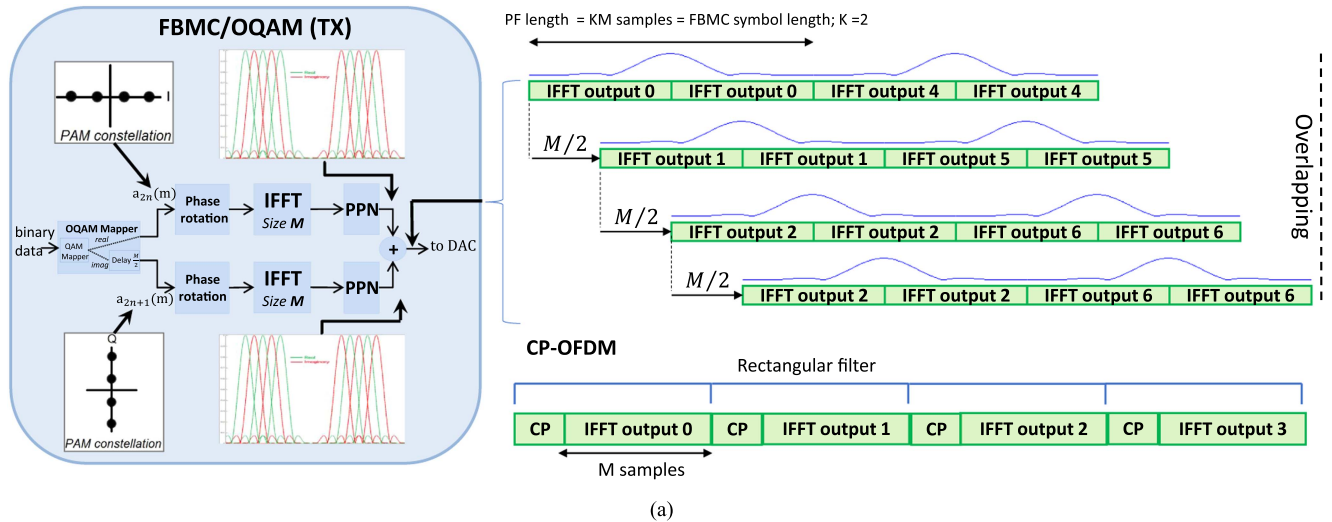 FBMC/OQAM (TX)
I
PAM constellation
a2n(m)
binary
data
OQAM Mapper
real
QAM
Mapper
imag
Delay M/2
Phase
rotation
IFFT
Size M
PPN
+
to DAC
Phase
rotation
IFFT
Size M
PPN
a2n+1(m)
Q
PAM constellation
PF length = KM samples = FBMC symbol length; K =2
IFFT output 0 IFFT output 0 IFFT output 4 IFFT output 4
M/2
IFFT output 1 IFFT output 1 IFFT output 5 IFFT output 5
M/2
IFFT output 2 IFFT output 2 IFFT output 6 IFFT output 6
M/2
IFFT output 2 IFFT output 2 IFFT output 6 IFFT output 6
Overlapping
CP-OFDM
Rectangular filter
CP IFFT output 0 CP IFFT output 1 CP IFFT output 2 CP IFFT output 3
M samples
(a)